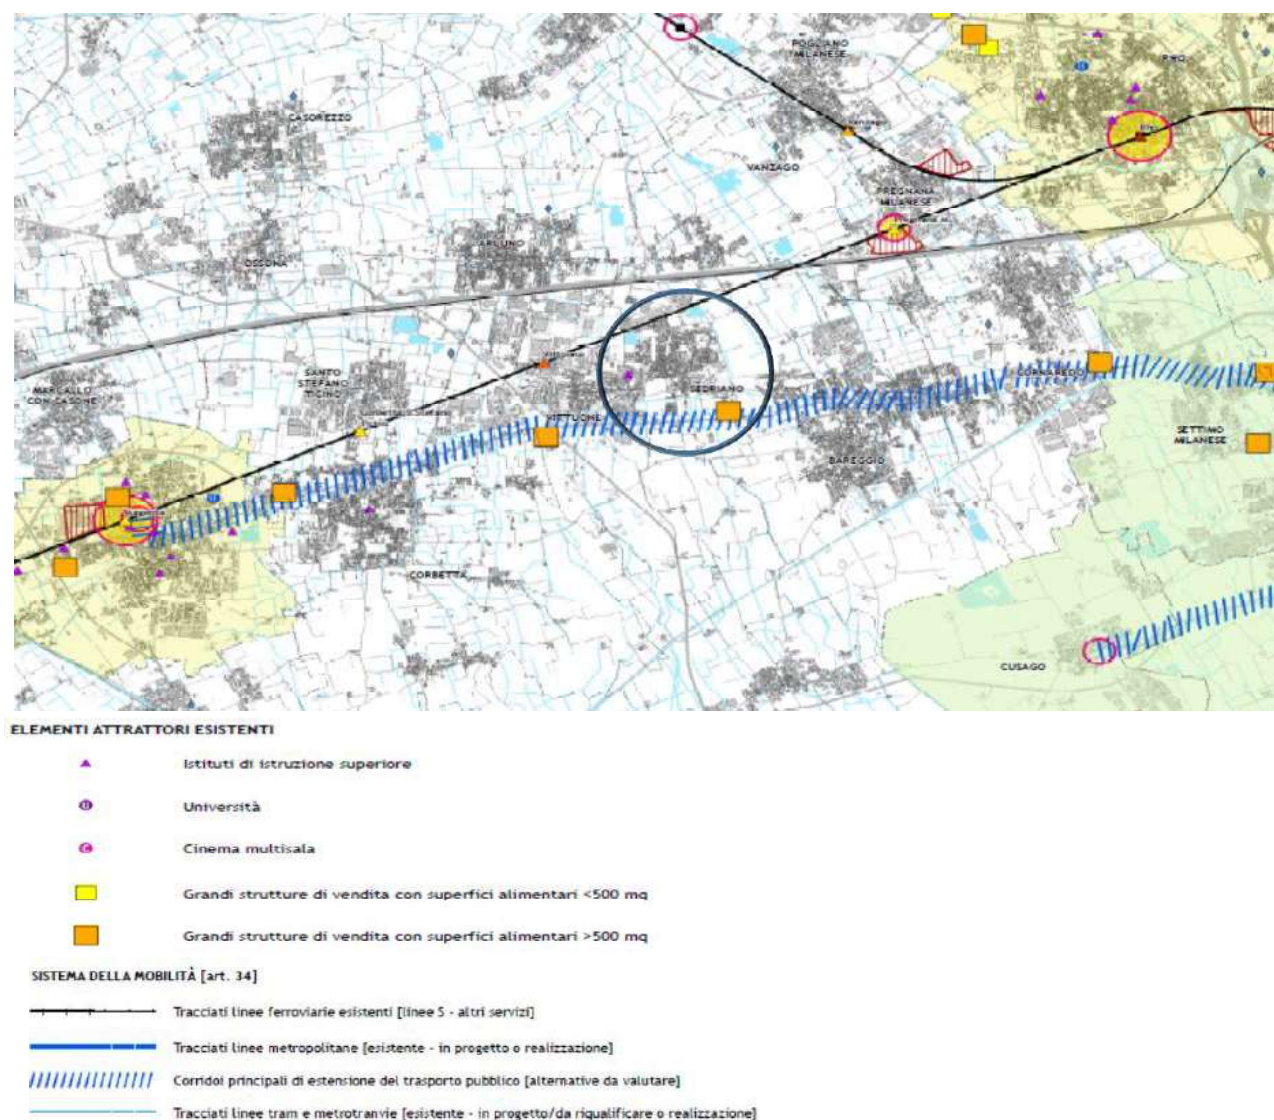 POGLIANO
MILANESE
RHO
CASOREZZO
VANZAGO
PREGNANA
MILANESE
ARLUNO
OSSONA
MARCALLO
CON CASONE
SANTO
STEFANO
TICINO
SEDRIANO
CORNAREDO
VITTUONE
SETTIMO
MILANESE
BAREGGIO
CORBETTA
CUSAGO
ELEMENTI ATTRATTORI ESISTENTI
Istituti di istruzione superiore
U Università
C Cinema multisala
Grandi strutture di vendita con superfici alimentari <500 mq
Grandi strutture di vendita con superfici alimentari >500 mq
SISTEMA DELLA MOBILITÀ [art. 34]
Tracciati linee ferroviarie esistenti [linee S - altri servizi]
Tracciati linee metropolitane [esistente - in progetto o realizzazione]
Corridoi principali di estensione del trasporto pubblico [alternative da valutare]
Tracciati linee tram e metrotranvie [esistente - in progetto/da riqualificare o realizzazione]